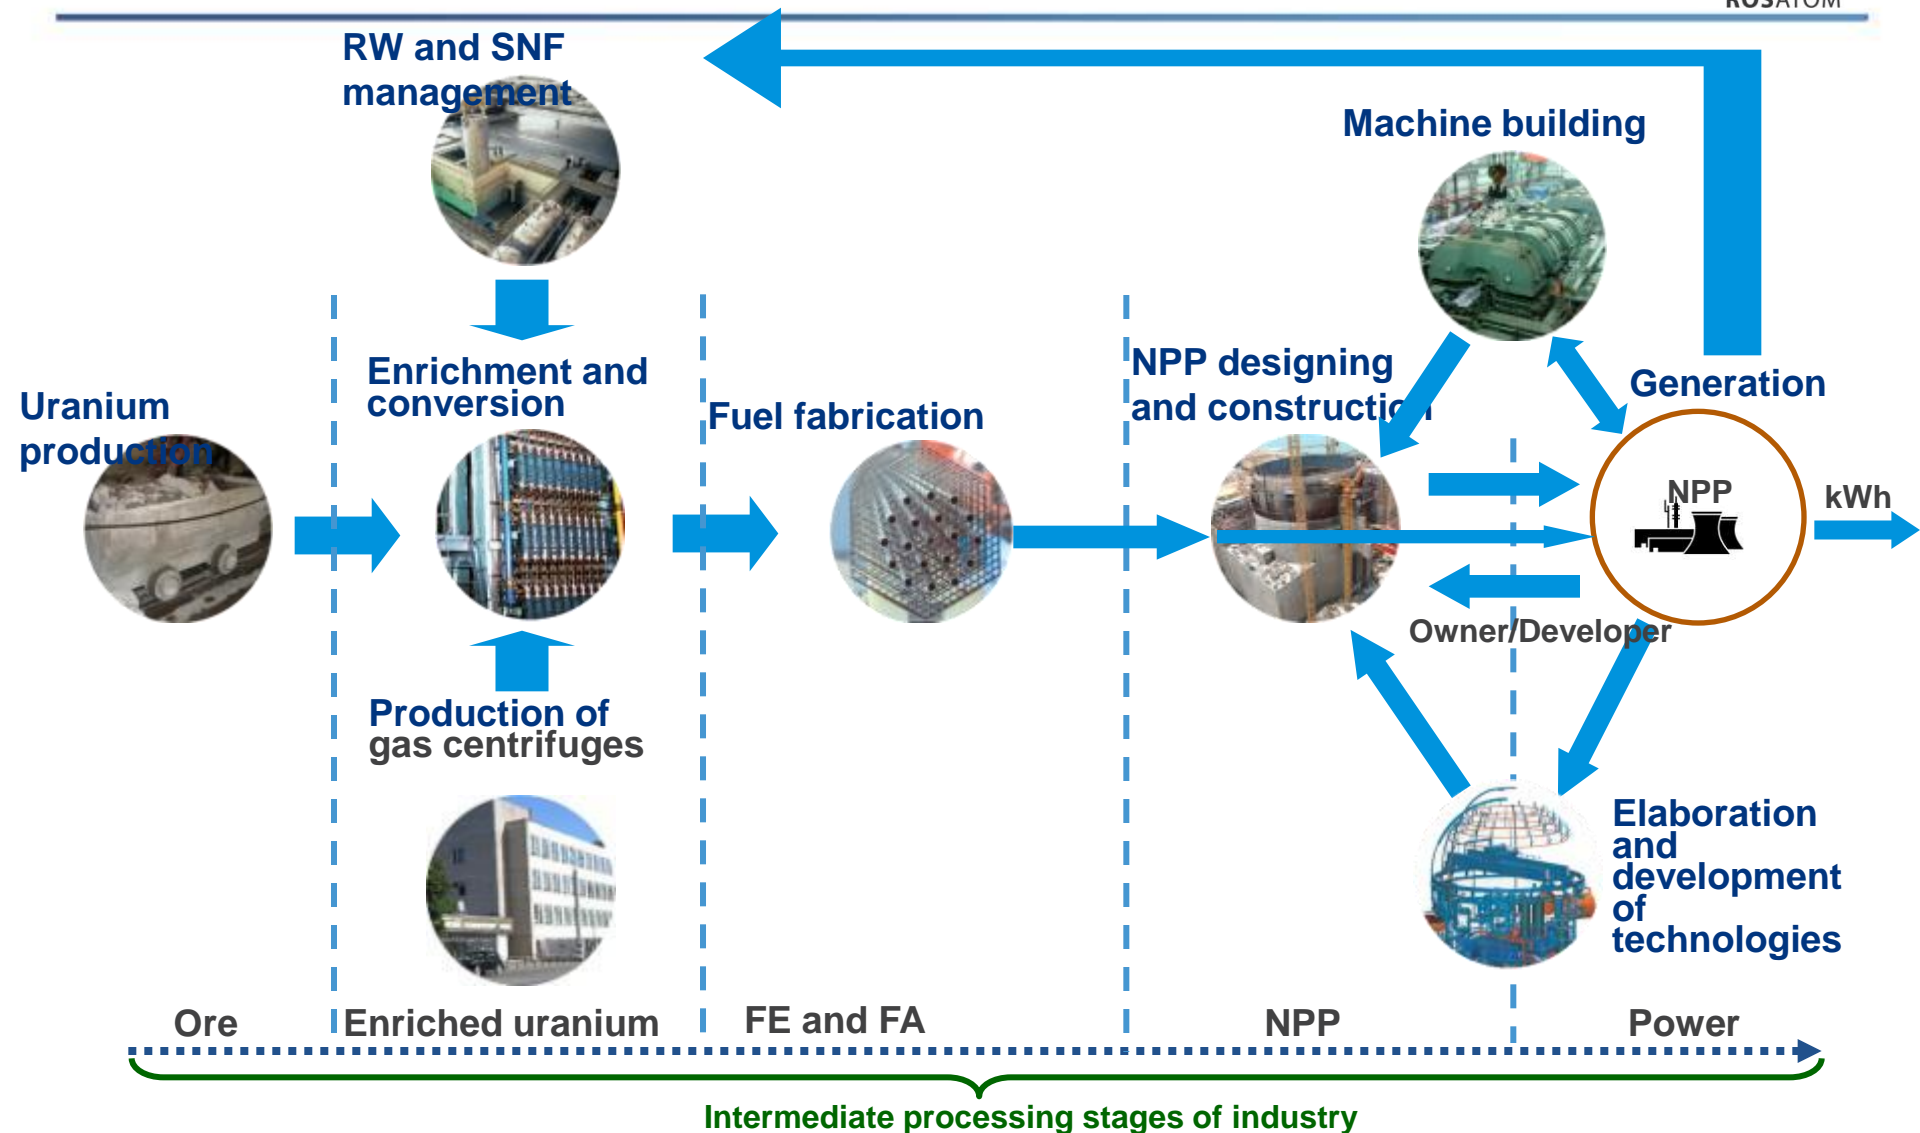 ROSATOM
RW and SNF
management
Machine building
Enrichment and
conversion
NPP designing
and construction
Generation
Uranium
production
Fuel fabrication
NPP
kWh
Owner/Developer
Production of
gas centrifuges
Elaboration
and
development
of
technologies
Ore
Enriched uranium
FE and FA
NPP
Power
Intermediate processing stages of industry